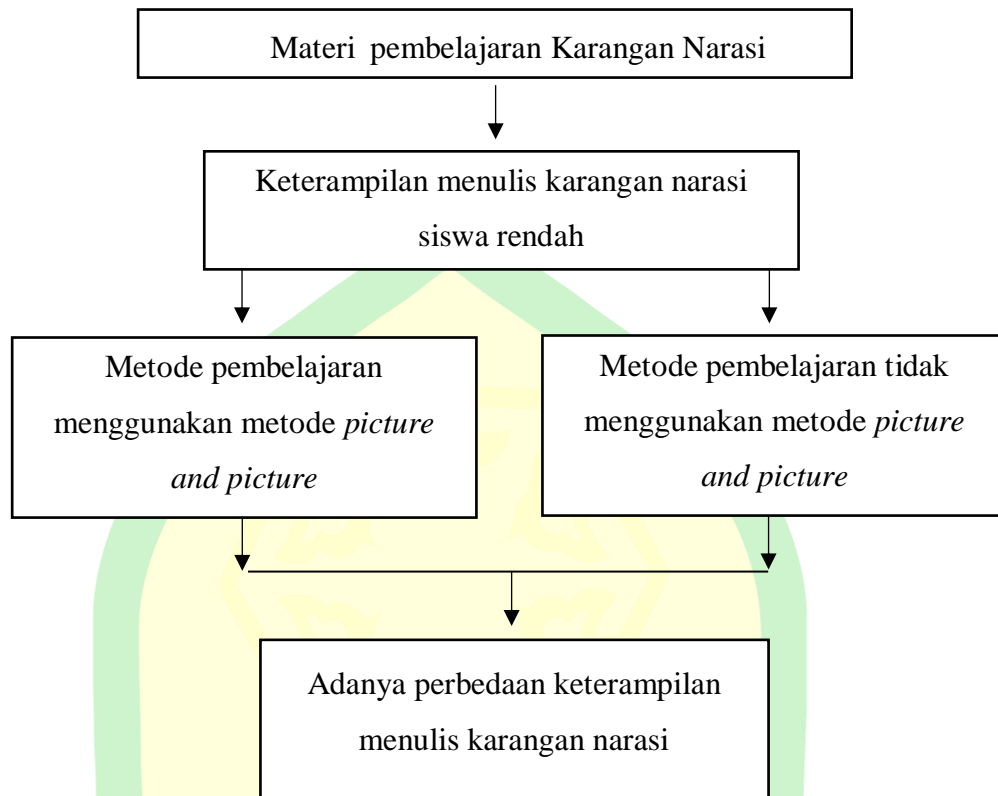 Materi pembelajaran Karangan Narasi
Keterampilan menulis karangan narasi
siswa rendah
Metode pembelajaran
menggunakan metode picture
and picture
Metode pembelajaran tidak
menggunakan metode picture
and picture
Adanya perbedaan keterampilan
menulis karangan narasi